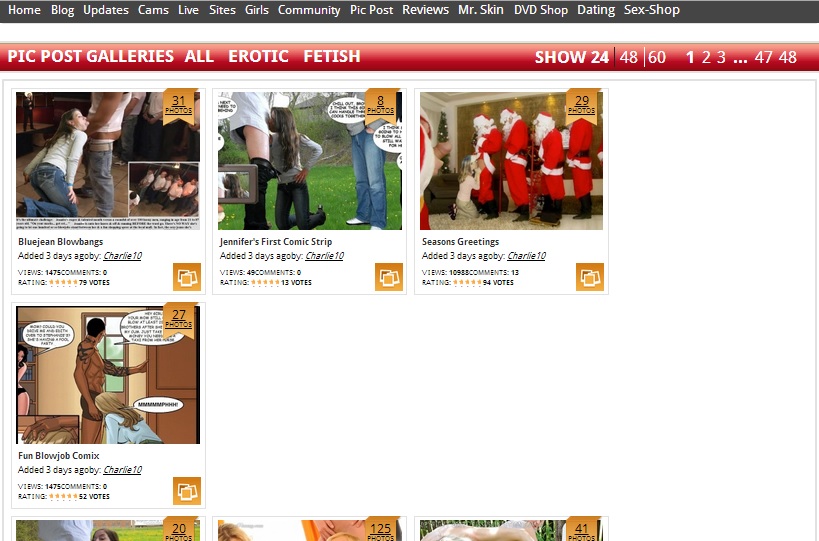 Home Blog Updates Cams Live Sites Girls Community Pic Post Reviews Mr. Skin DVD Shop Dating Sex-Shop
PIC POST GALLERIES ALL EROTIC FETISH SHOW 24 48 60 1 2 3 ... 47 48
31
PHOTOS
Bluejean Blowbangs
Added 3 days agoby: Charlie10
VIEWS: 1475COMMENTS: 0
RATING: 79 VOTES
8
PHOTOS
Jennifer's First Comic Strip
Added 3 days agoby: Charlie10
VIEWS: 49COMMENTS: 0
RATING: 13 VOTES
29
PHOTOS
Seasons Greetings
Added 3 days agoby: Charlie10
VIEWS: 10988COMMENTS: 13
RATING: 94 VOTES
27
PHOTOS
MMMMMPHHH!
Fun Blowjob Comix
Added 3 days agoby: Charlie10
VIEWS: 1475COMMENTS: 0
RATING: 52 VOTES
20
PHOTOS
125
PHOTOS
41
PHOTOS